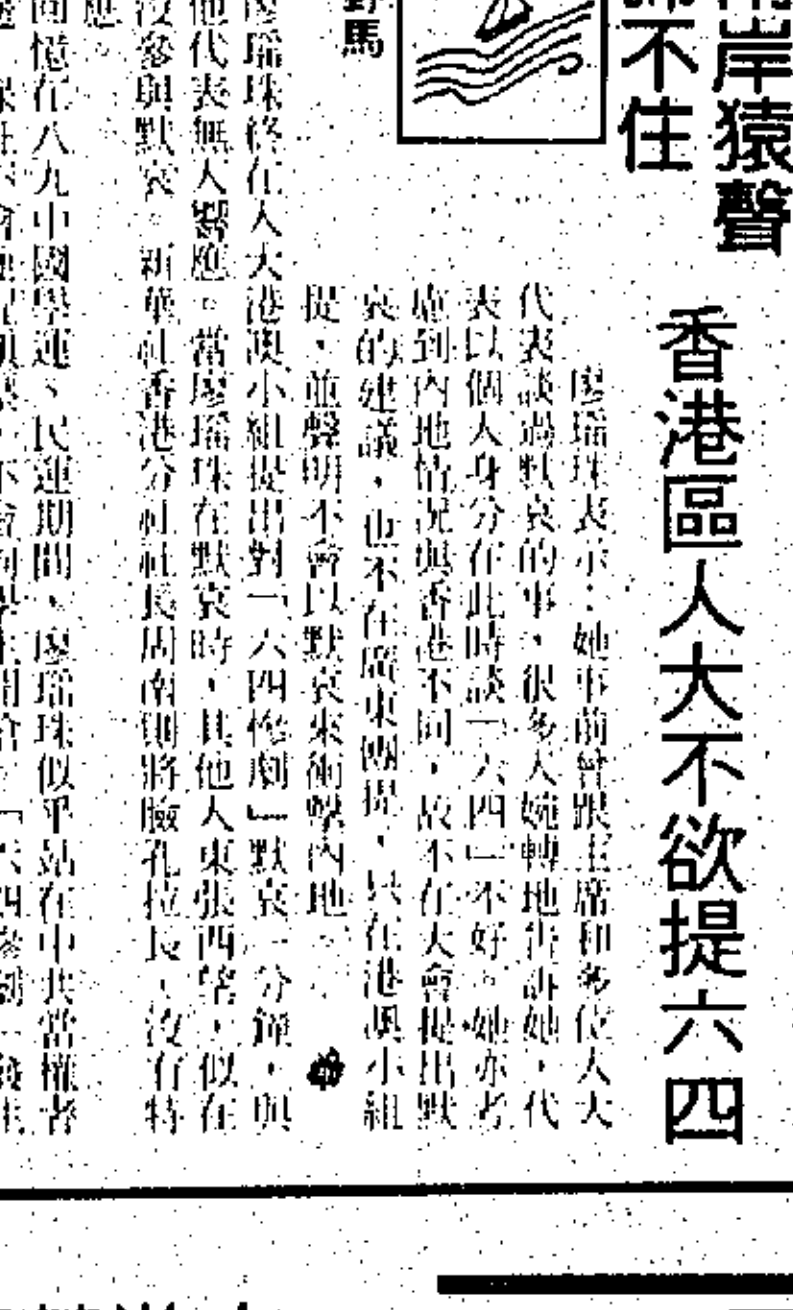 兩岸猿聲
啼不住
野馬
香港區人大不欲提六四
廖瑞珠表示：她事前曾跟主席和多位人大
代表談過默哀的事，很多人婉轉地告訴她，代
表以個人身分在此時談「六四」不好。她亦考
慮到內地情況與香港不同，故不在大會提出默
哀的建議，也不在廣東團提，只在港澳小組
提，並聲明不會以默哀來衝擊內地。
廖瑞珠終在人大港澳小組提出對「六四慘劇」默哀一分鐘，與
他代表無人響應。當廖瑞珠在默哀時，其他人東張西望，似在
沒參與默哀。新華社香港分社社長周南則將臉孔拉長，沒有特
應。
回憶在八九中國學運、民運期間，廖瑞珠似乎站在中共當權者